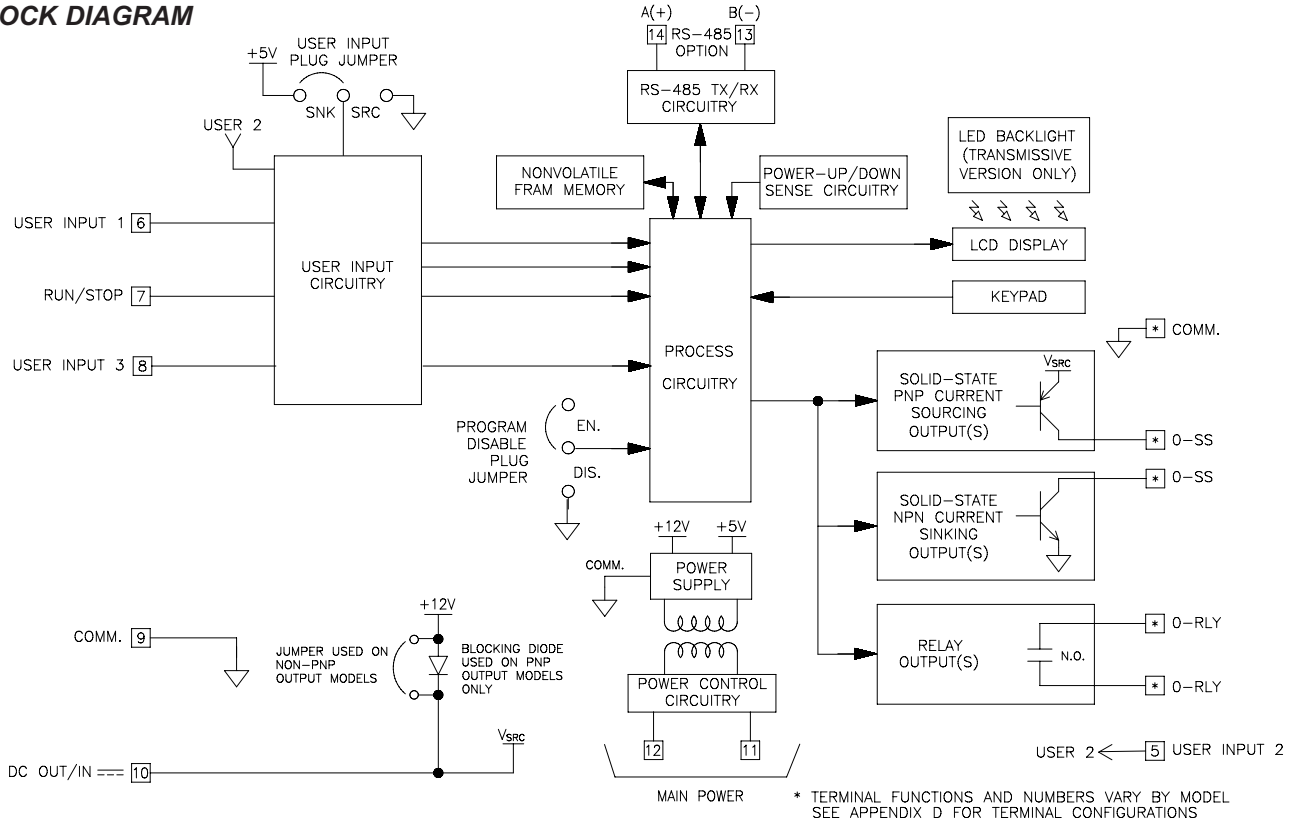 OCK DIAGRAM
A(+) B(-)
14 RS-485 13
OPTION
RS-485 TX/RX
CIRCUITRY
USER INPUT
PLUG JUMPER
+5V
SNK SRC
USER 2
LED BACKLIGHT
(TRANSMISSIVE
VERSION ONLY)
NONVOLATILE
FRAM MEMORY
POWER-UP/DOWN
SENSE CIRCUITRY
USER INPUT 1 6
RUN/STOP 7
USER INPUT 3 8
USER INPUT
CIRCUITRY
LCD DISPLAY
KEYPAD
* COMM.
PROCESS
CIRCUITRY
PROGRAM
DISABLE
PLUG
JUMPER
EN.
DIS.
SOLID-STATE
PNP CURRENT
SOURCING
OUTPUT(S)
VSRC
* O-SS
* O-SS
SOLID-STATE
NPN CURRENT
SINKING
OUTPUT(S)
+12V +5V
COMM.
POWER
SUPPLY
POWER CONTROL
CIRCUITRY
12 11
MAIN POWER
RELAY
OUTPUT(S)
N.O.
* O-RLY
* O-RLY
COMM. 9
+12V
JUMPER USED ON
NON-PNP
OUTPUT MODELS
BLOCKING DIODE
USED ON PNP
OUTPUT MODELS
ONLY
VSRC
DC OUT/IN 10
USER 2 5 USER INPUT 2
* TERMINAL FUNCTIONS AND NUMBERS VARY BY MODEL
SEE APPENDIX D FOR TERMINAL CONFIGURATIONS